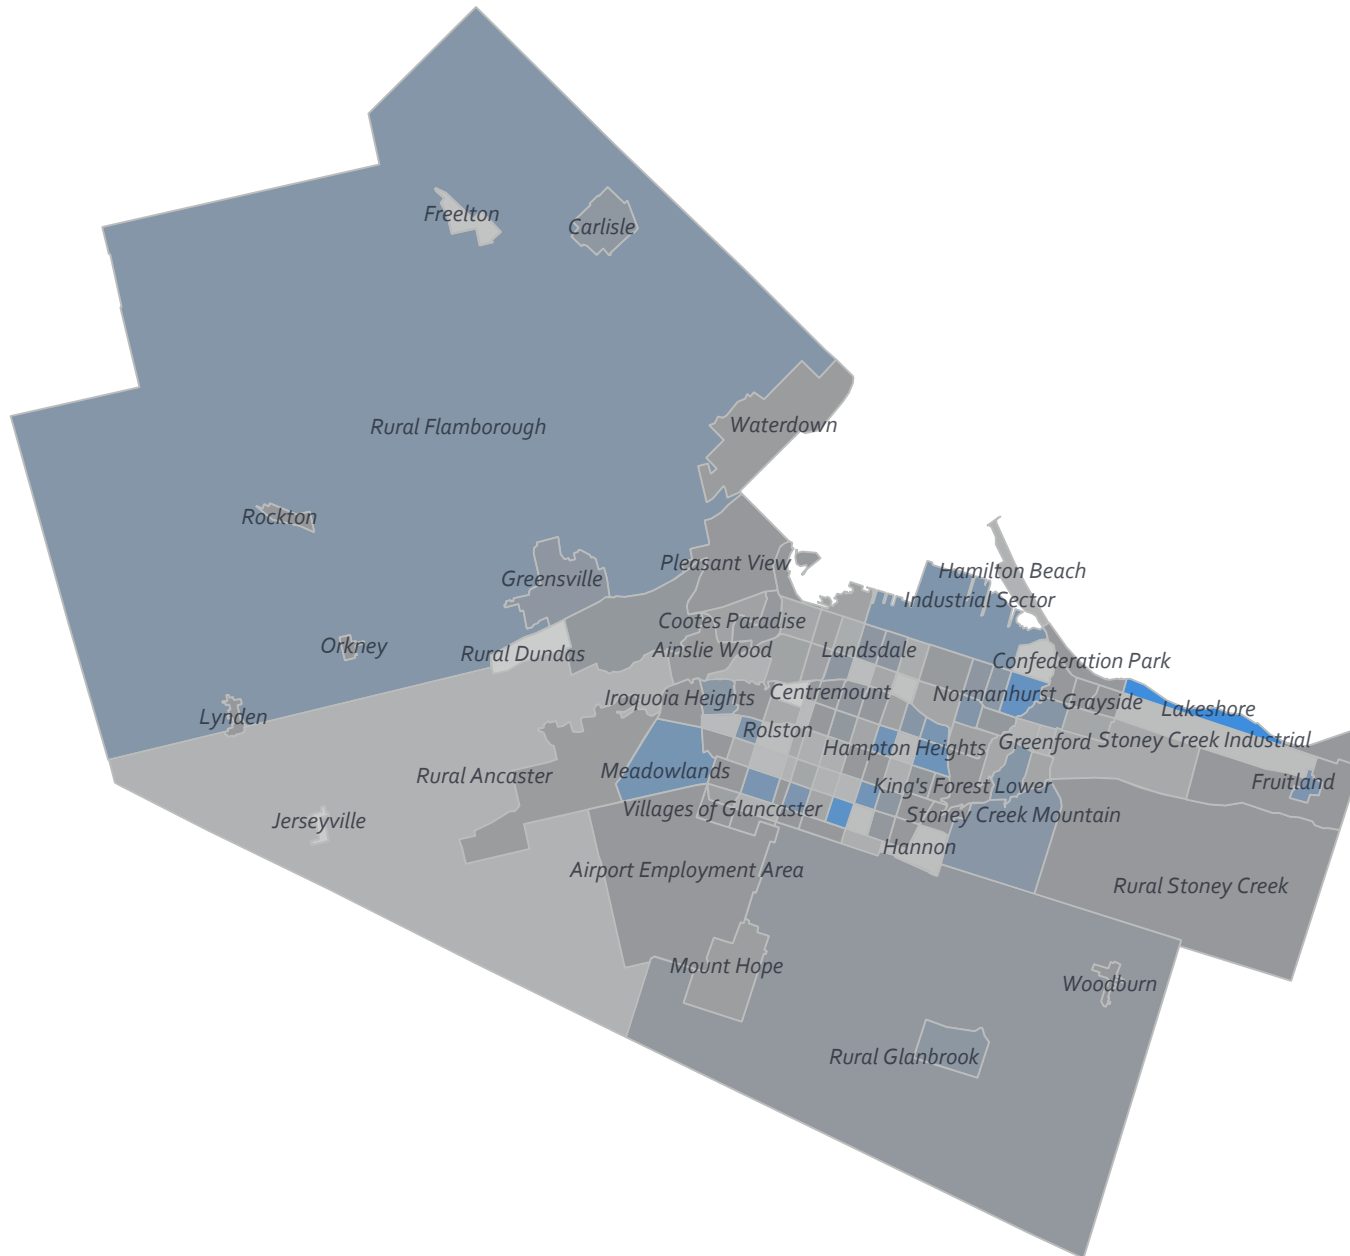 Freelton
Carlisle
Rural Flamborough
Waterdown
Rockton
Pleasant View
Hamilton Beach
Greensville
Industrial Sector
Cootes Paradise
Orkney
Rural Dundas
Ainslie Wood
Landsdale
Confederation Park
Iroquoia Heights
Centremount
Normanhurst
Grayside
Lakeshore
Lynden
Rolston
Hampton Heights
Greenford
Stoney Creek Industrial
Rural Ancaster
Meadowlands
King's Forest Lower
Fruitland
Jerseyville
Villages of Glancaster
Stoney Creek Mountain
Hannon
Airport Employment Area
Rural Stoney Creek
Mount Hope
Woodburn
Rural Glanbrook